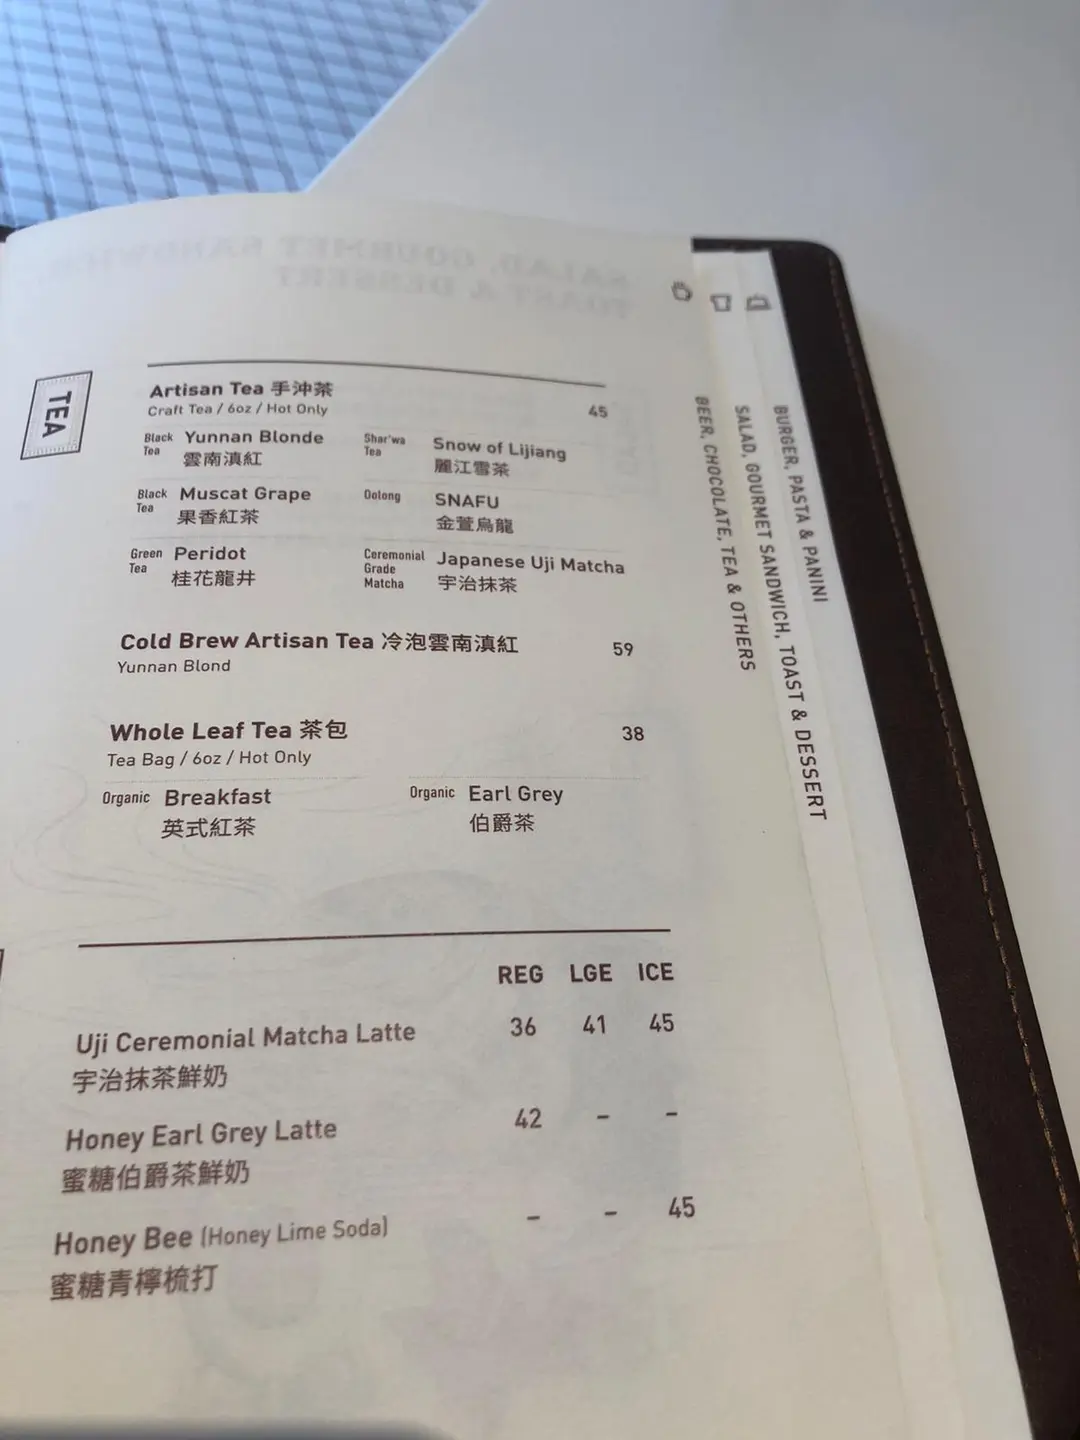 SALAD, GOURMET SANDWICH,
TOAST & DESSERT
TEA
Artisan Tea 手沖茶
Craft Tea / 6oz / Hot Only
45
Black Tea Yunnan Blonde
雲南滇紅
Shar'wa Tea Snow of Lijiang
麗江雪茶
Black Tea Muscat Grape
果香紅茶
Oolong SNAFU
金萱烏龍
Green Tea Peridot
桂花龍井
Ceremonial Grade Matcha Japanese Uji Matcha
宇治抹茶
Cold Brew Artisan Tea 冷泡雲南滇紅 59
Yunnan Blond
Whole Leaf Tea 茶包 38
Tea Bag / 6oz / Hot Only
Organic Breakfast
英式紅茶
Organic Earl Grey
伯爵茶
REG LGE ICE
Uji Ceremonial Matcha Latte 36 41 45
宇治抹茶鮮奶
Honey Earl Grey Latte 42 – –
蜜糖伯爵茶鮮奶
Honey Bee (Honey Lime Soda) – – 45
蜜糖青檸梳打
BEER, CHOCOLATE, TEA & OTHERS
SALAD, GOURMET SANDWICH, TOAST & DESSERT
BURGER, PASTA & PANINI